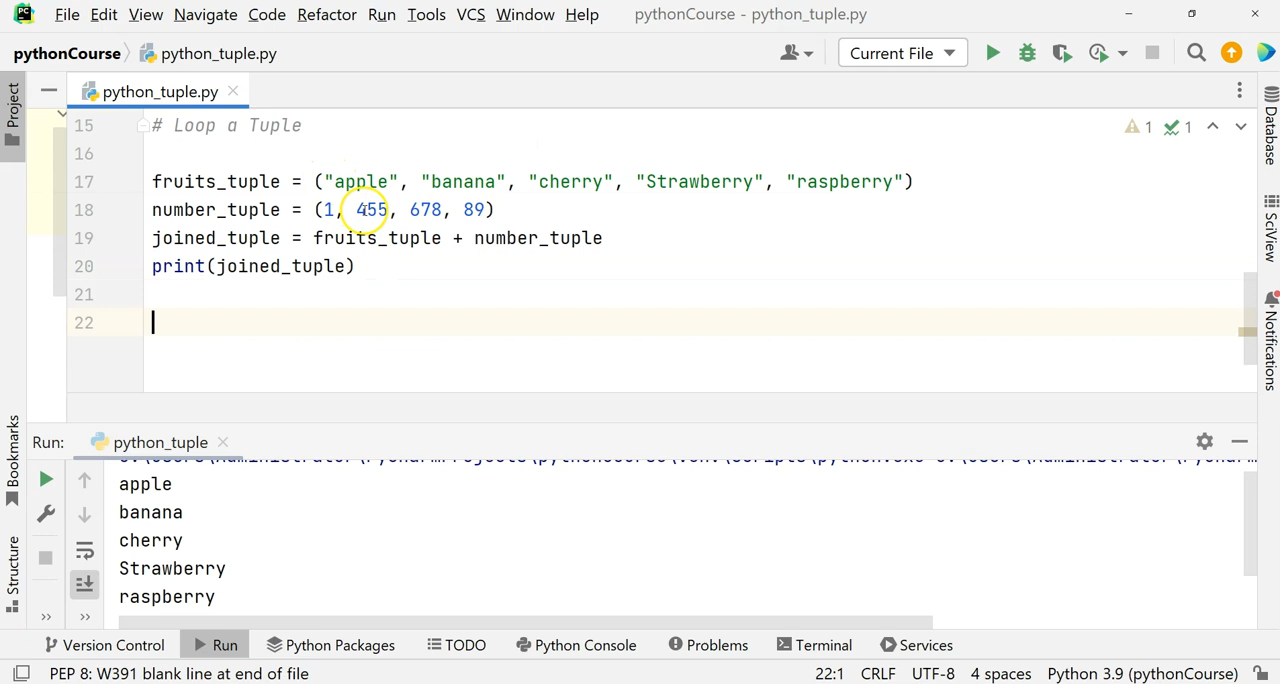 PC File Edit View Navigate Code Refactor Run Tools VCS Window Help pythonCourse - python_tuple.py
pythonCourse python_tuple.py Current File
Project python_tuple.py
15 # Loop a Tuple 1 1
16
17 fruits_tuple = ("apple", "banana", "cherry", "Strawberry", "raspberry")
18 number_tuple = (1, 455, 678, 89)
19 joined_tuple = fruits_tuple + number_tuple
20 print(joined_tuple)
21
22
Database
SciView
Notifications
Bookmarks
Structure
Run: python_tuple
apple
banana
cherry
Strawberry
raspberry
Version Control Run Python Packages TODO Python Console Problems Terminal Services
PEP 8: W391 blank line at end of file 22:1 CRLF UTF-8 4 spaces Python 3.9 (pythonCourse)